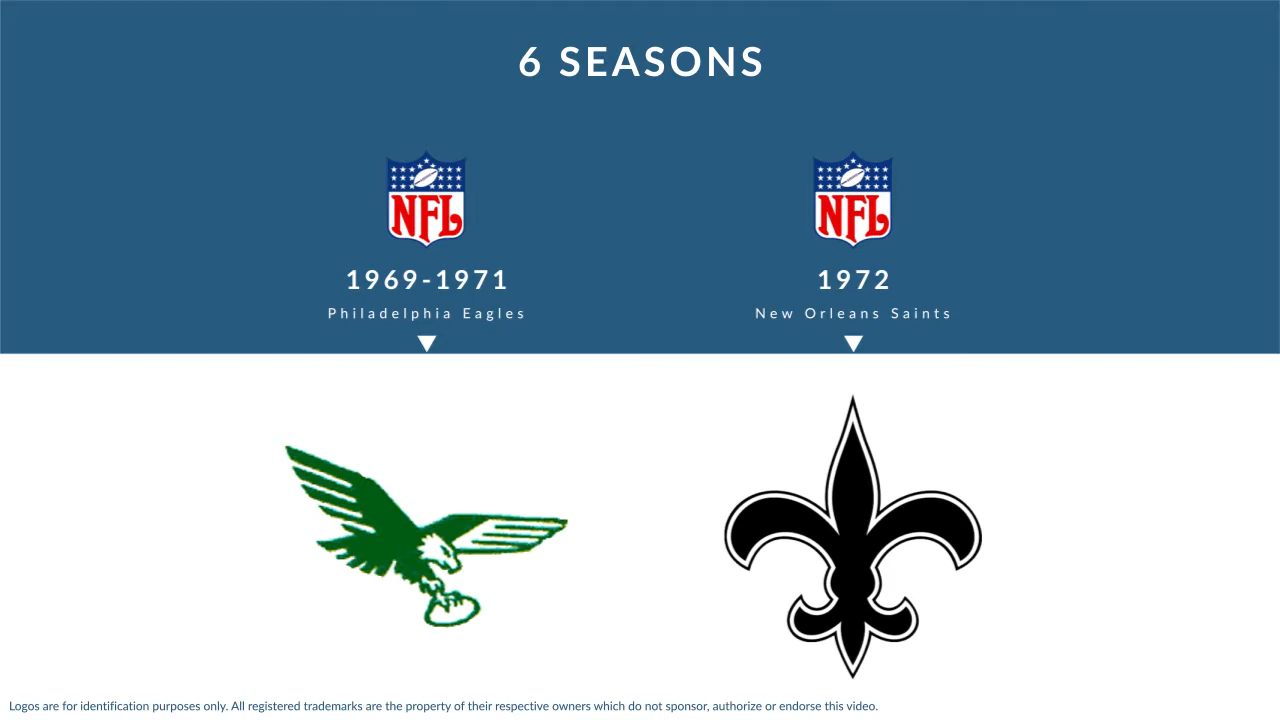 6 SEASONS
NFL
NFL
1969-1971
1972
Philadelphia Eagles
New Orleans Saints
Logos are for identification purposes only. All registered trademarks are the property of their respective owners which do not sponsor, authorize or endorse this video.